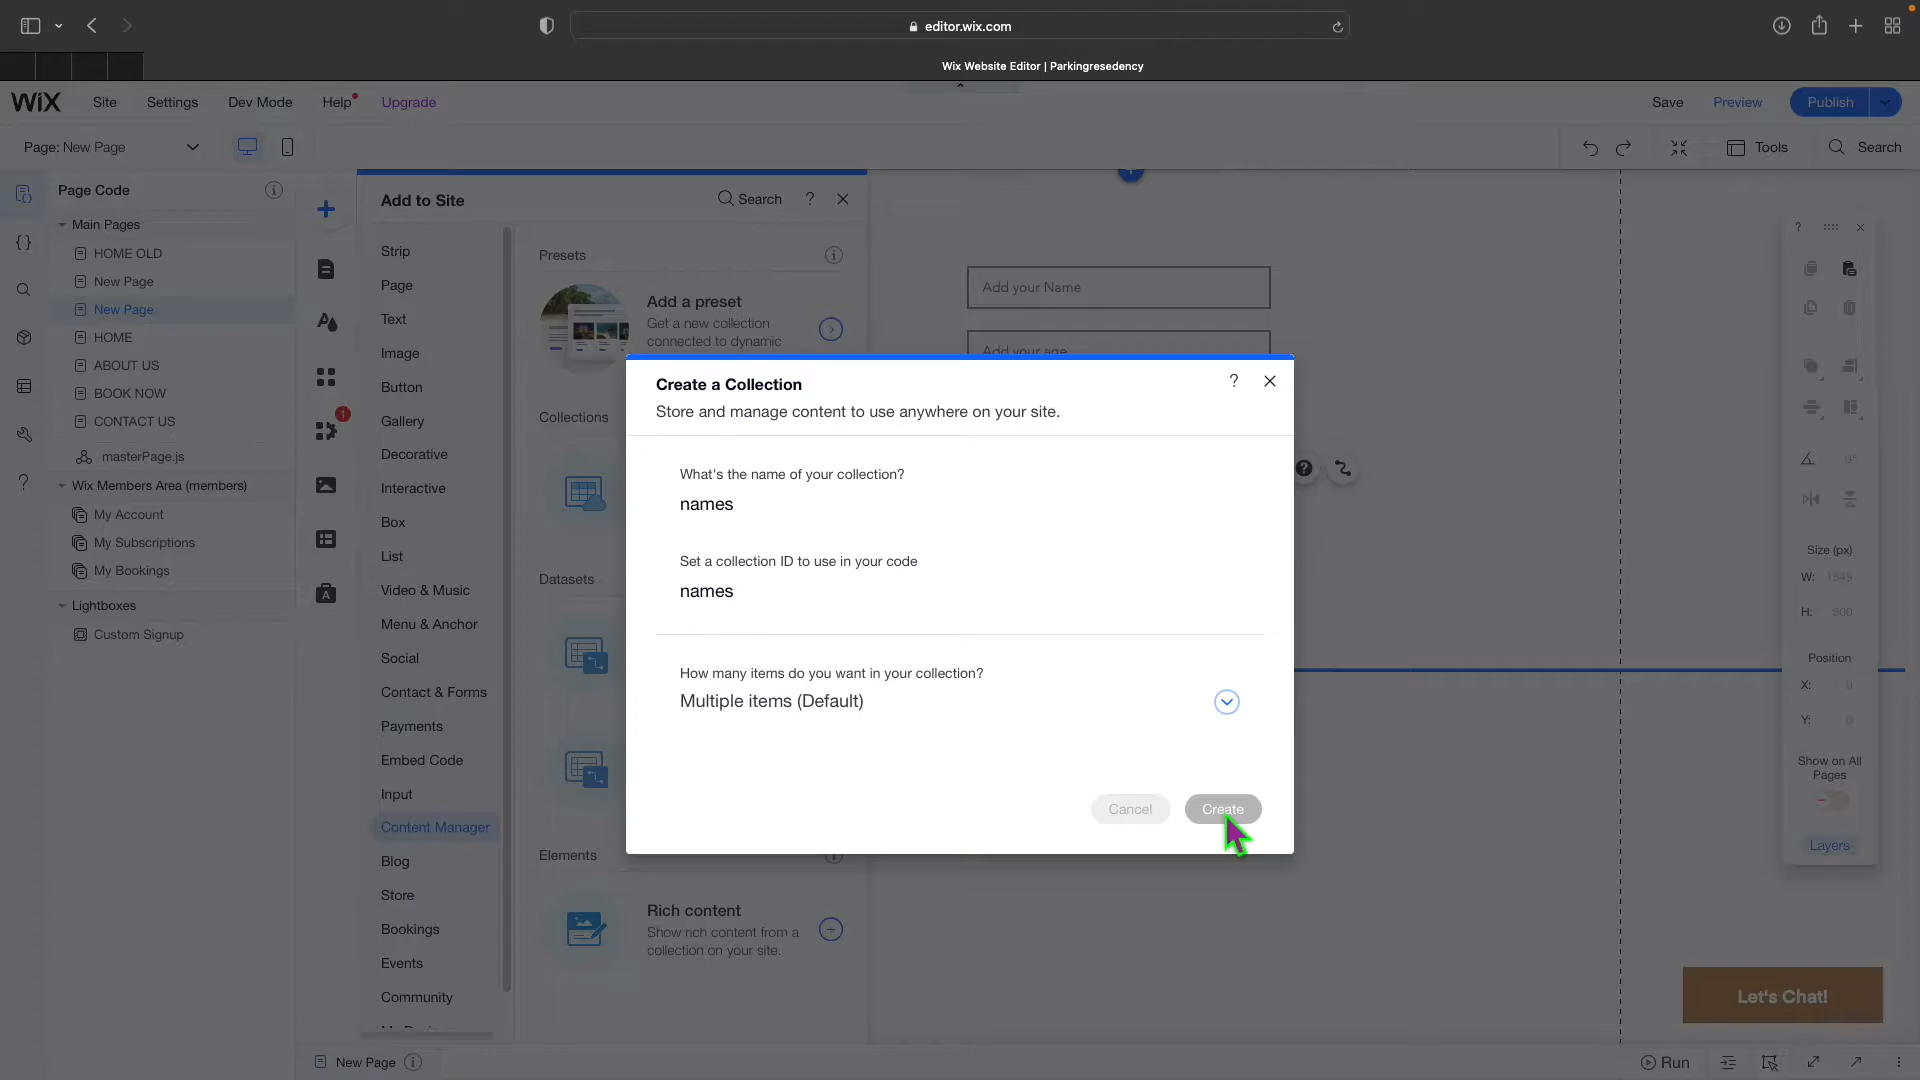 editor.wix.com
Wix Website Editor | Parkingresedency
WiX
Site
Settings
Dev Mode
Help
Upgrade
Save
Preview
Publish
Page: New Page
Tools
Search
Page Code
Main Pages
HOME OLD
New Page
New Page
HOME
ABOUT US
BOOK NOW
CONTACT US
masterPage.js
Wix Members Area (members)
My Account
My Subscriptions
My Bookings
Lightboxes
Custom Signup
1
Add to Site
Search
?
Strip
Page
Text
Image
Button
Gallery
Decorative
Interactive
Box
List
Video & Music
Menu & Anchor
Social
Contact & Forms
Payments
Embed Code
Input
Content Manager
Blog
Store
Bookings
Events
Community
Presets
Add a preset
Get a new collection
connected to dynamic
Collections
Datasets
Elements
Rich content
Show rich content from a
collection on your site.
Add your Name
Add your age
Create a Collection
?
Store and manage content to use anywhere on your site.
What's the name of your collection?
names
Set a collection ID to use in your code
names
How many items do you want in your collection?
Multiple items (Default)
Cancel
Create
?
Size (px)
W: 1349
H: 500
Position
X: 0
Y: 0
Show on All
Pages
Layers
Let's Chat!
New Page
Run